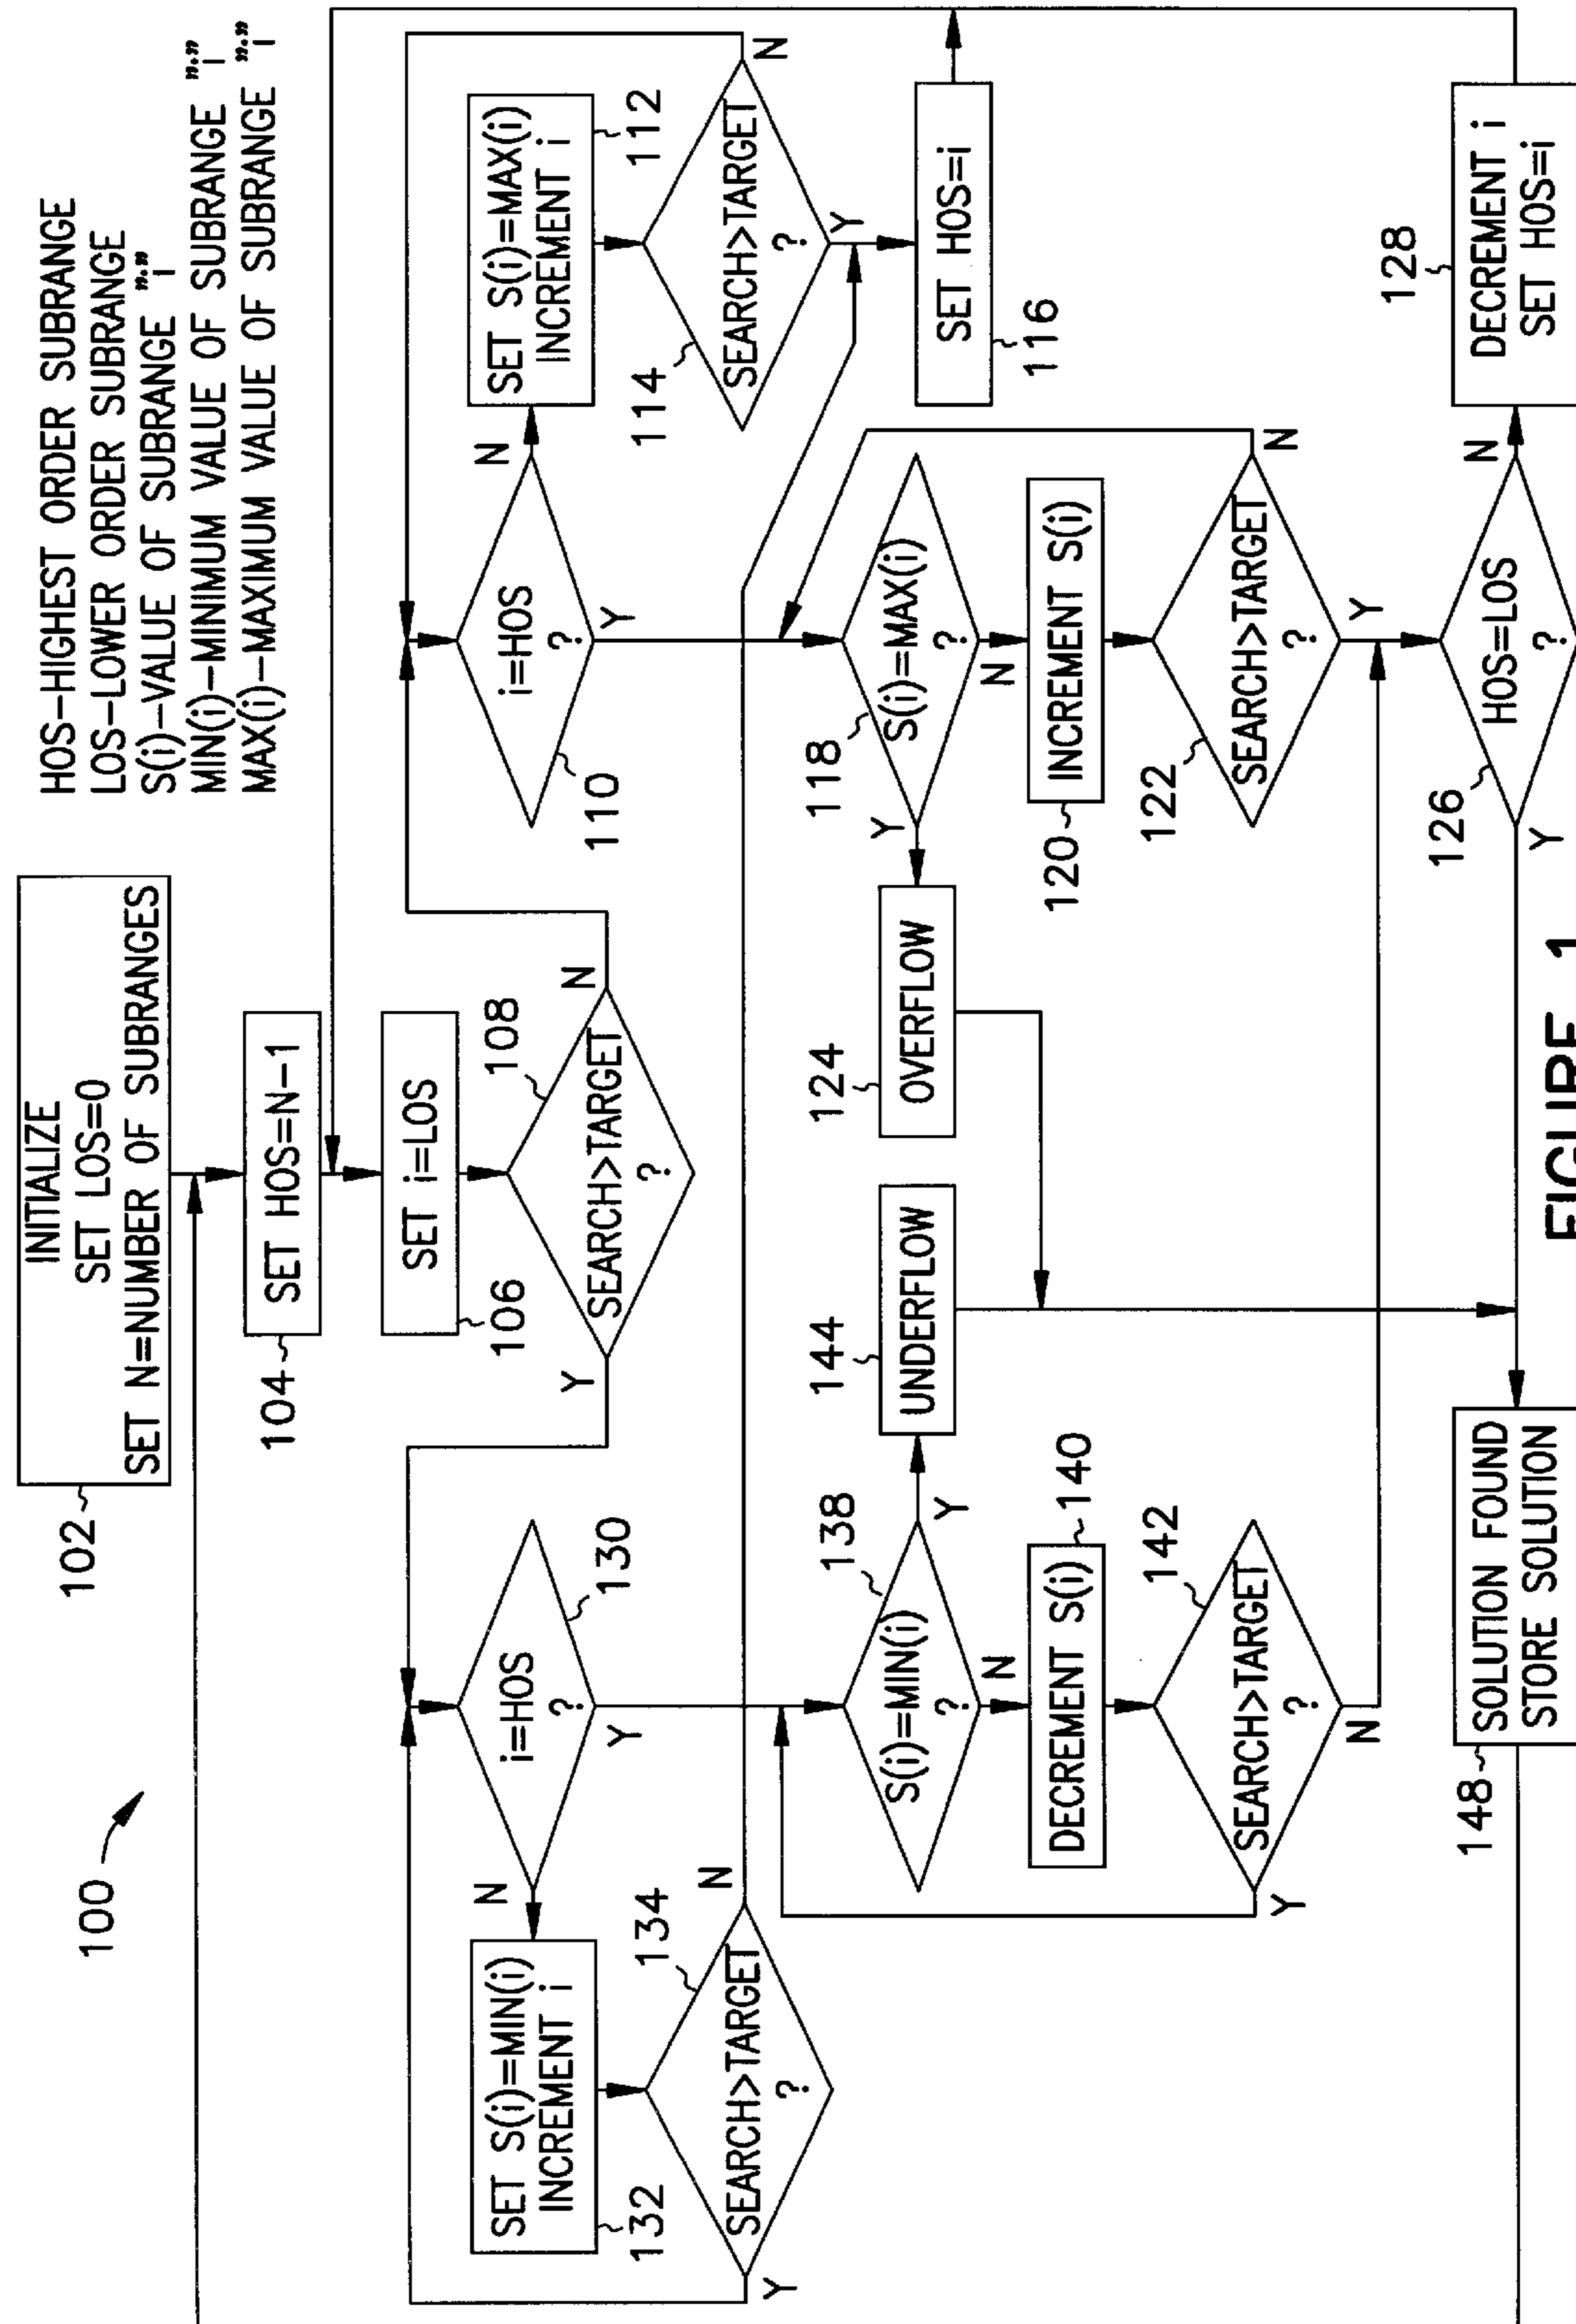 HOS–HIGHEST ORDER SUBRANGE
LOS–LOWER ORDER SUBRANGE
S(i)–VALUE OF SUBRANGE "i"
MIN(i)–MINIMUM VALUE OF SUBRANGE "i"
MAX(i)–MAXIMUM VALUE OF SUBRANGE "i"
100
102
INITIALIZE
SET LOS=0
SET N=NUMBER OF SUBRANGES
104
SET HOS=N-1
106
SET i=LOS
108
SEARCH>TARGET
?
Y
N
130
i=HOS
?
N
Y
132
SET S(i)=MIN(i)
INCREMENT i
134
SEARCH>TARGET
?
Y
N
110
i=HOS
?
N
Y
112
SET S(i)=MAX(i)
INCREMENT i
114
SEARCH>TARGET
?
N
Y
116
SET HOS=i
138
S(i)=MIN(i)
?
Y
N
144
UNDERFLOW
140
DECREMENT S(i)
142
SEARCH>TARGET
?
Y
N
124
OVERFLOW
118
S(i)=MAX(i)
?
Y
N
120
INCREMENT S(i)
122
SEARCH>TARGET
?
N
Y
126
HOS=LOS
?
Y
N
128
DECREMENT i
SET HOS=i
148
SOLUTION FOUND
STORE SOLUTION
FIGURE 1